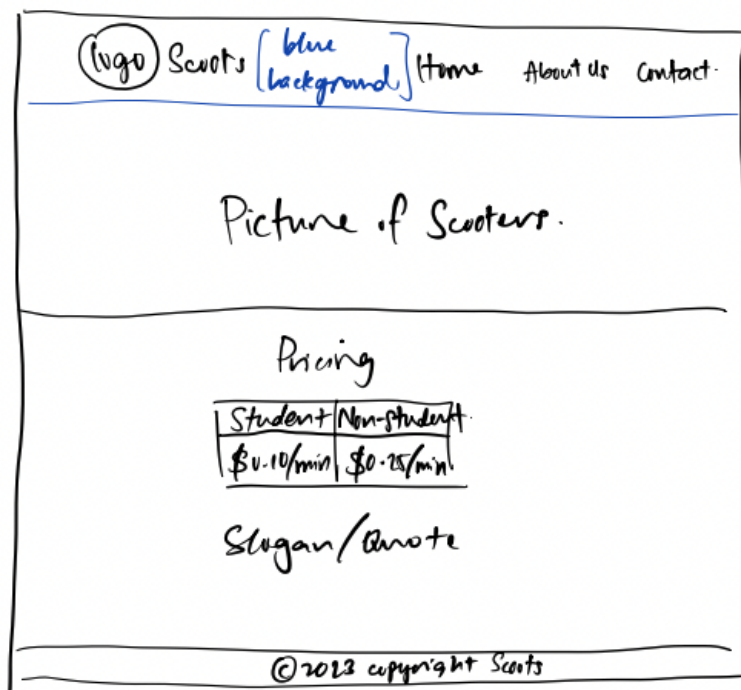 logo Scoots [blue background] Home About Us Contact.
Picture of Scooters.
Pricing
Student Non-student
$0.10/min $0.25/min
Slogan/Quote
© 2023 copyright Scoots